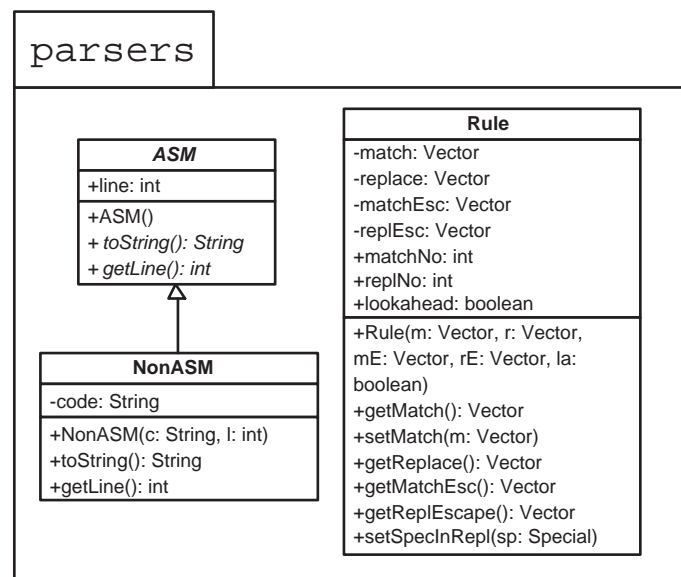 parsers
ASM
+line: int
+ASM()
+ toString(): String
+ getLine(): int
NonASM
-code: String
+NonASM(c: String, l: int)
+toString(): String
+getLine(): int
Rule
-match: Vector
-replace: Vector
-matchEsc: Vector
-replEsc: Vector
+matchNo: int
+replNo: int
+lookahead: boolean
+Rule(m: Vector, r: Vector,
mE: Vector, rE: Vector, la:
boolean)
+getMatch(): Vector
+setMatch(m: Vector)
+getReplace(): Vector
+getMatchEsc(): Vector
+getReplEscape(): Vector
+setSpecInRepl(sp: Special)